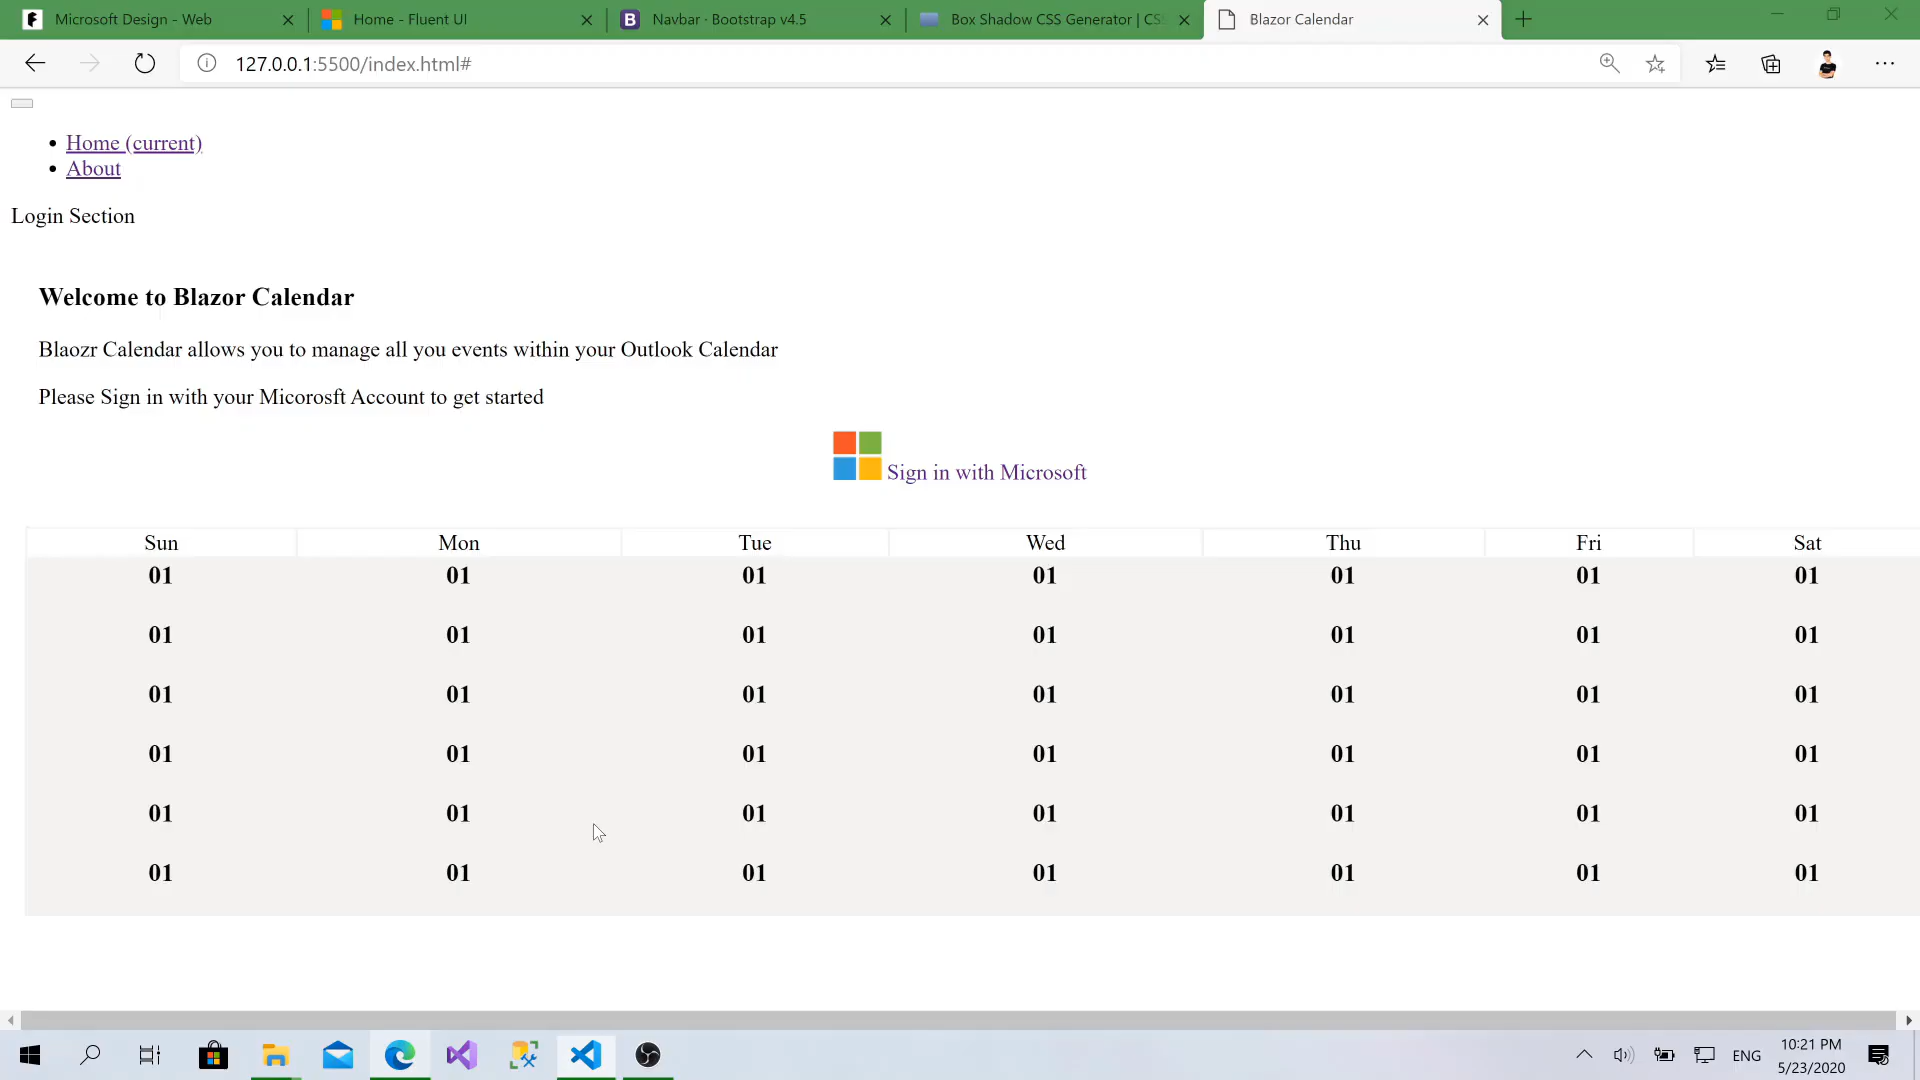 Microsoft Design - Web
Home - Fluent UI
B Navbar · Bootstrap v4.5
Box Shadow CSS Generator | CSS
Blazor Calendar
127.0.0.1:5500/index.html#
Home (current)
About
Login Section
Welcome to Blazor Calendar
Blaozr Calendar allows you to manage all you events within your Outlook Calendar
Please Sign in with your Micorosft Account to get started
Sign in with Microsoft
Sun Mon Tue Wed Thu Fri Sat
01 01 01 01 01 01 01
01 01 01 01 01 01 01
01 01 01 01 01 01 01
01 01 01 01 01 01 01
01 01 01 01 01 01 01
01 01 01 01 01 01 01
ENG
10:21 PM
5/23/2020